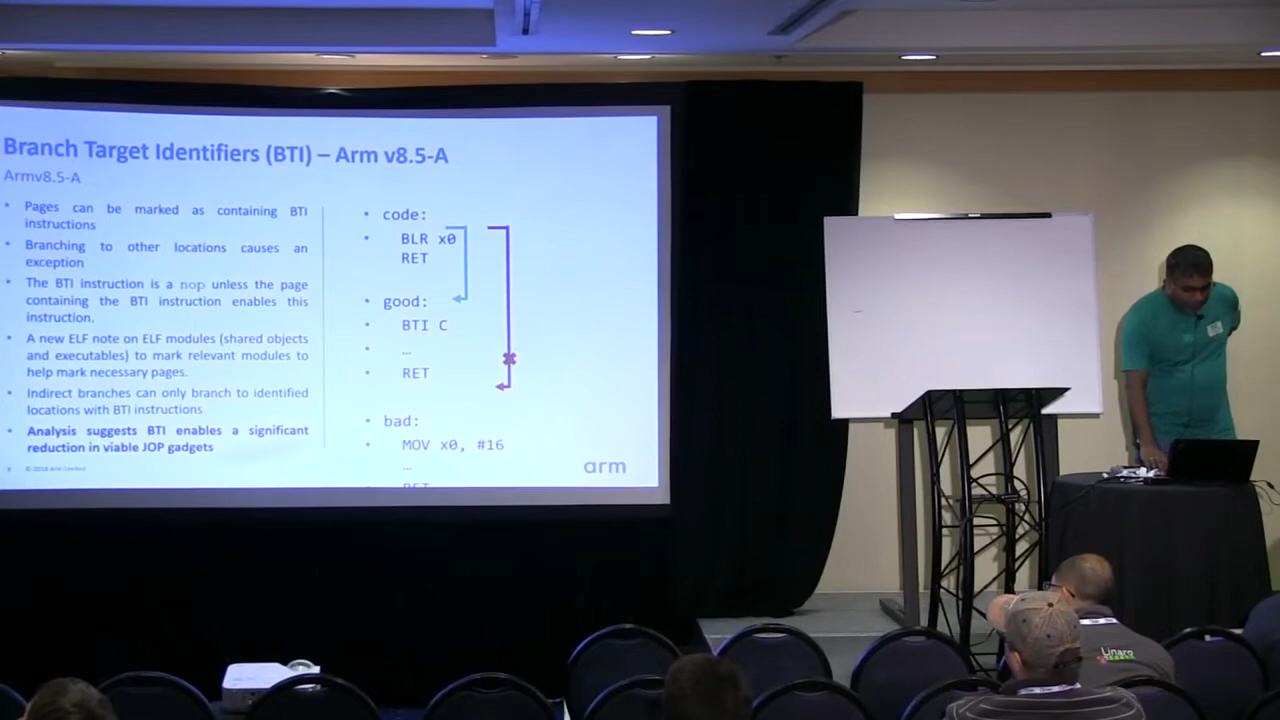 Branch Target Identifiers (BTI) – Arm v8.5-A
Armv8.5-A
• Pages can be marked as containing BTI
instructions
• Branching to other locations causes an
exception
• The BTI instruction is a nop unless the page
containing the BTI instruction enables this
instruction.
• A new ELF note on ELF modules (shared objects
and executables) to mark relevant modules to
help mark necessary pages.
• Indirect branches can only branch to identified
locations with BTI instructions
• Analysis suggests BTI enables a significant
reduction in viable JOP gadgets
© 2018 Arm Limited
• code:
• BLR x0
RET
• good:
• BTI C
• …
• RET
• bad:
• MOV x0, #16
…
RET
arm
Linaro